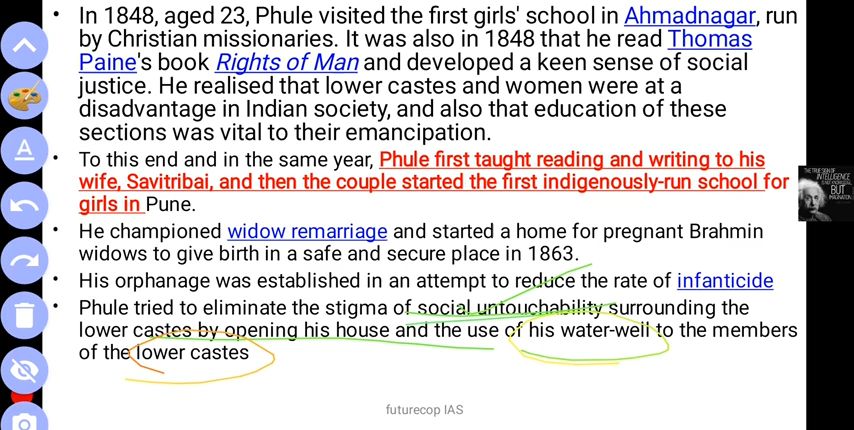 • In 1848, aged 23, Phule visited the first girls' school in Ahmadnagar, run
by Christian missionaries. It was also in 1848 that he read Thomas
Paine's book Rights of Man and developed a keen sense of social
justice. He realised that lower castes and women were at a
disadvantage in Indian society, and also that education of these
sections was vital to their emancipation.
• To this end and in the same year, Phule first taught reading and writing to his
wife, Savitribai, and then the couple started the first indigenously-run school for
girls in Pune.
• He championed widow remarriage and started a home for pregnant Brahmin
widows to give birth in a safe and secure place in 1863.
• His orphanage was established in an attempt to reduce the rate of infanticide
• Phule tried to eliminate the stigma of social untouchability surrounding the
lower castes by opening his house and the use of his water-well to the members
of the lower castes
futurecop IAS
A
THE TRUE SIGN OF
INTELLIGENCE
BUT
IMAGINATION